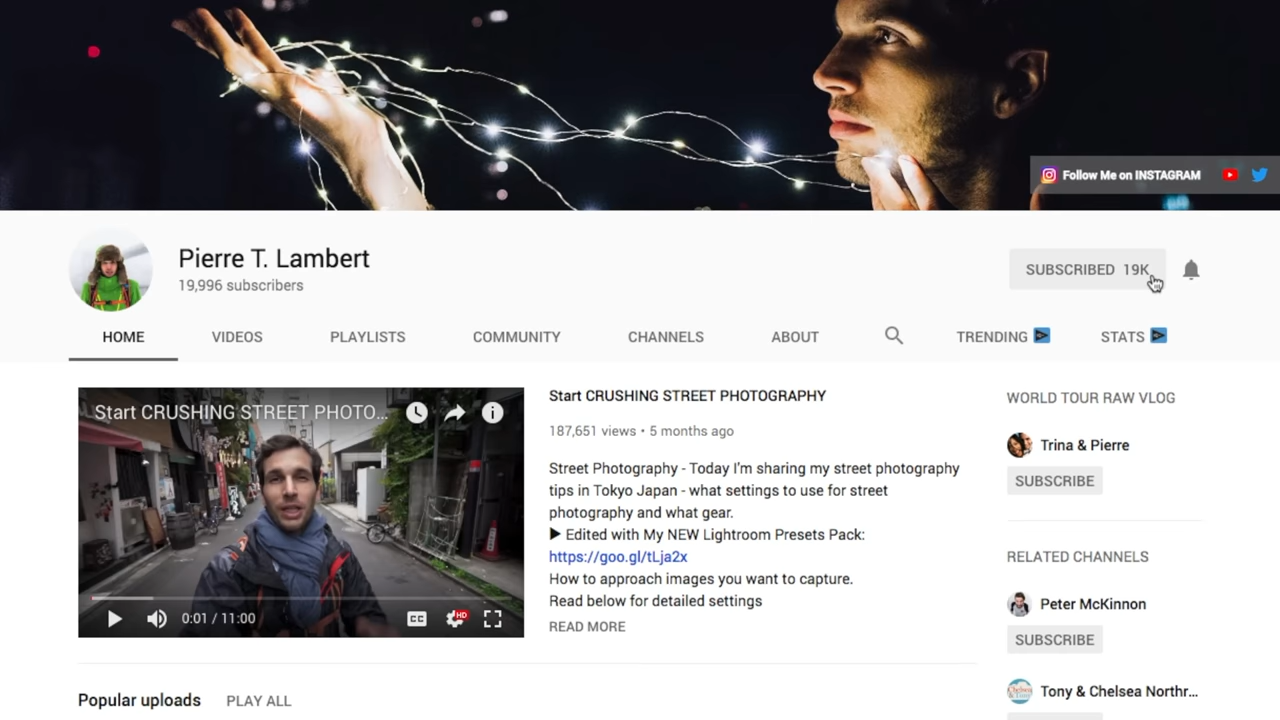 Follow Me on INSTAGRAM
Pierre T. Lambert
19,996 subscribers
SUBSCRIBED 19K
HOME VIDEOS PLAYLISTS COMMUNITY CHANNELS ABOUT TRENDING STATS
Start CRUSHING STREET PHOTO...
0:01 / 11:00
CC
HD
Start CRUSHING STREET PHOTOGRAPHY
187,651 views • 5 months ago
Street Photography - Today I'm sharing my street photography
tips in Tokyo Japan - what settings to use for street
photography and what gear.
▶ Edited with My NEW Lightroom Presets Pack:
https://goo.gl/tLja2x
How to approach images you want to capture.
Read below for detailed settings
READ MORE
WORLD TOUR RAW VLOG
Trina & Pierre
SUBSCRIBE
RELATED CHANNELS
Peter McKinnon
SUBSCRIBE
Tony & Chelsea Northr...
Popular uploads PLAY ALL